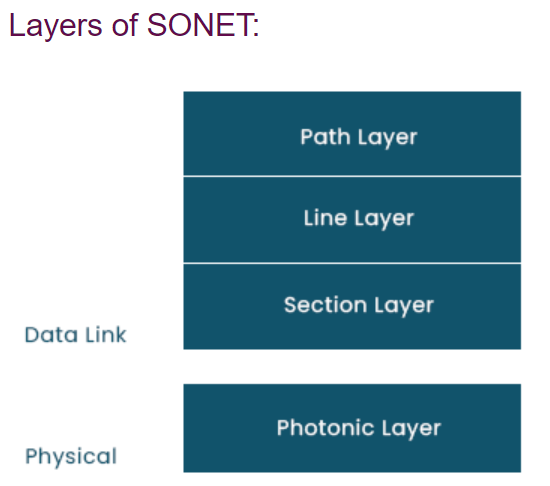 Layers of SONET:
Path Layer
Line Layer
Section Layer
Data Link
Photonic Layer
Physical